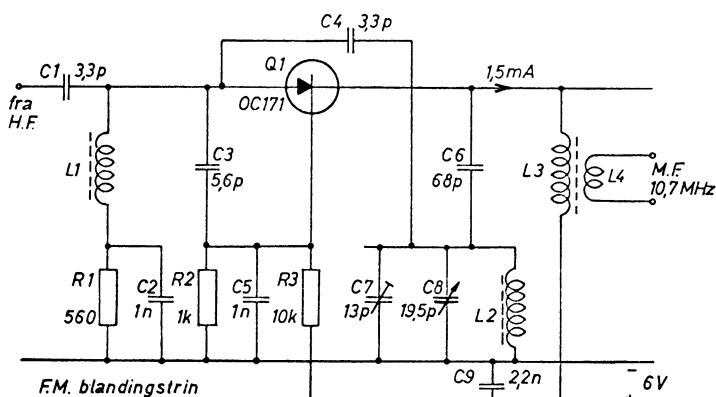 C4 3,3p
Q1
C1 3,3p
1,5mA
fra
H.F.
OC171
L1
C3
5,6p
C6
68p
L3
L4
M.F.
10,7 MHz
R1
560
C2
1n
R2
1k
C5
1n
R3
10k
C7
13p
C8
19,5p
L2
C9 2,2n
F.M. blandingstrin
−
6V
+